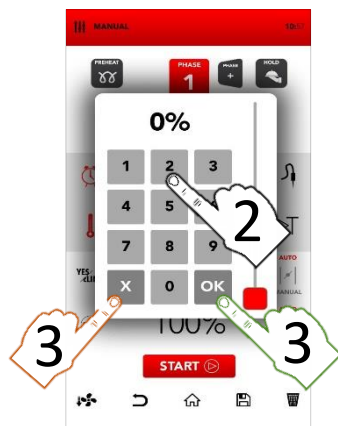 MANUAL 10:51
PREHEAT PHASE PHASE HOLD
1 +
0%
1 2 3
4 5
7 8 9
X 0 OK
2
T
AUTO
YES
MANUAL
100%
3 3
START